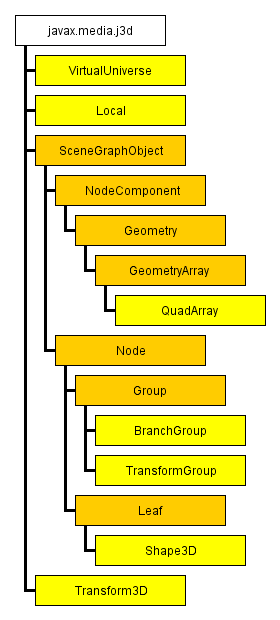 javax.media.j3d
VirtualUniverse
Local
SceneGraphObject
NodeComponent
Geometry
GeometryArray
QuadArray
Node
Group
BranchGroup
TransformGroup
Leaf
Shape3D
Transform3D